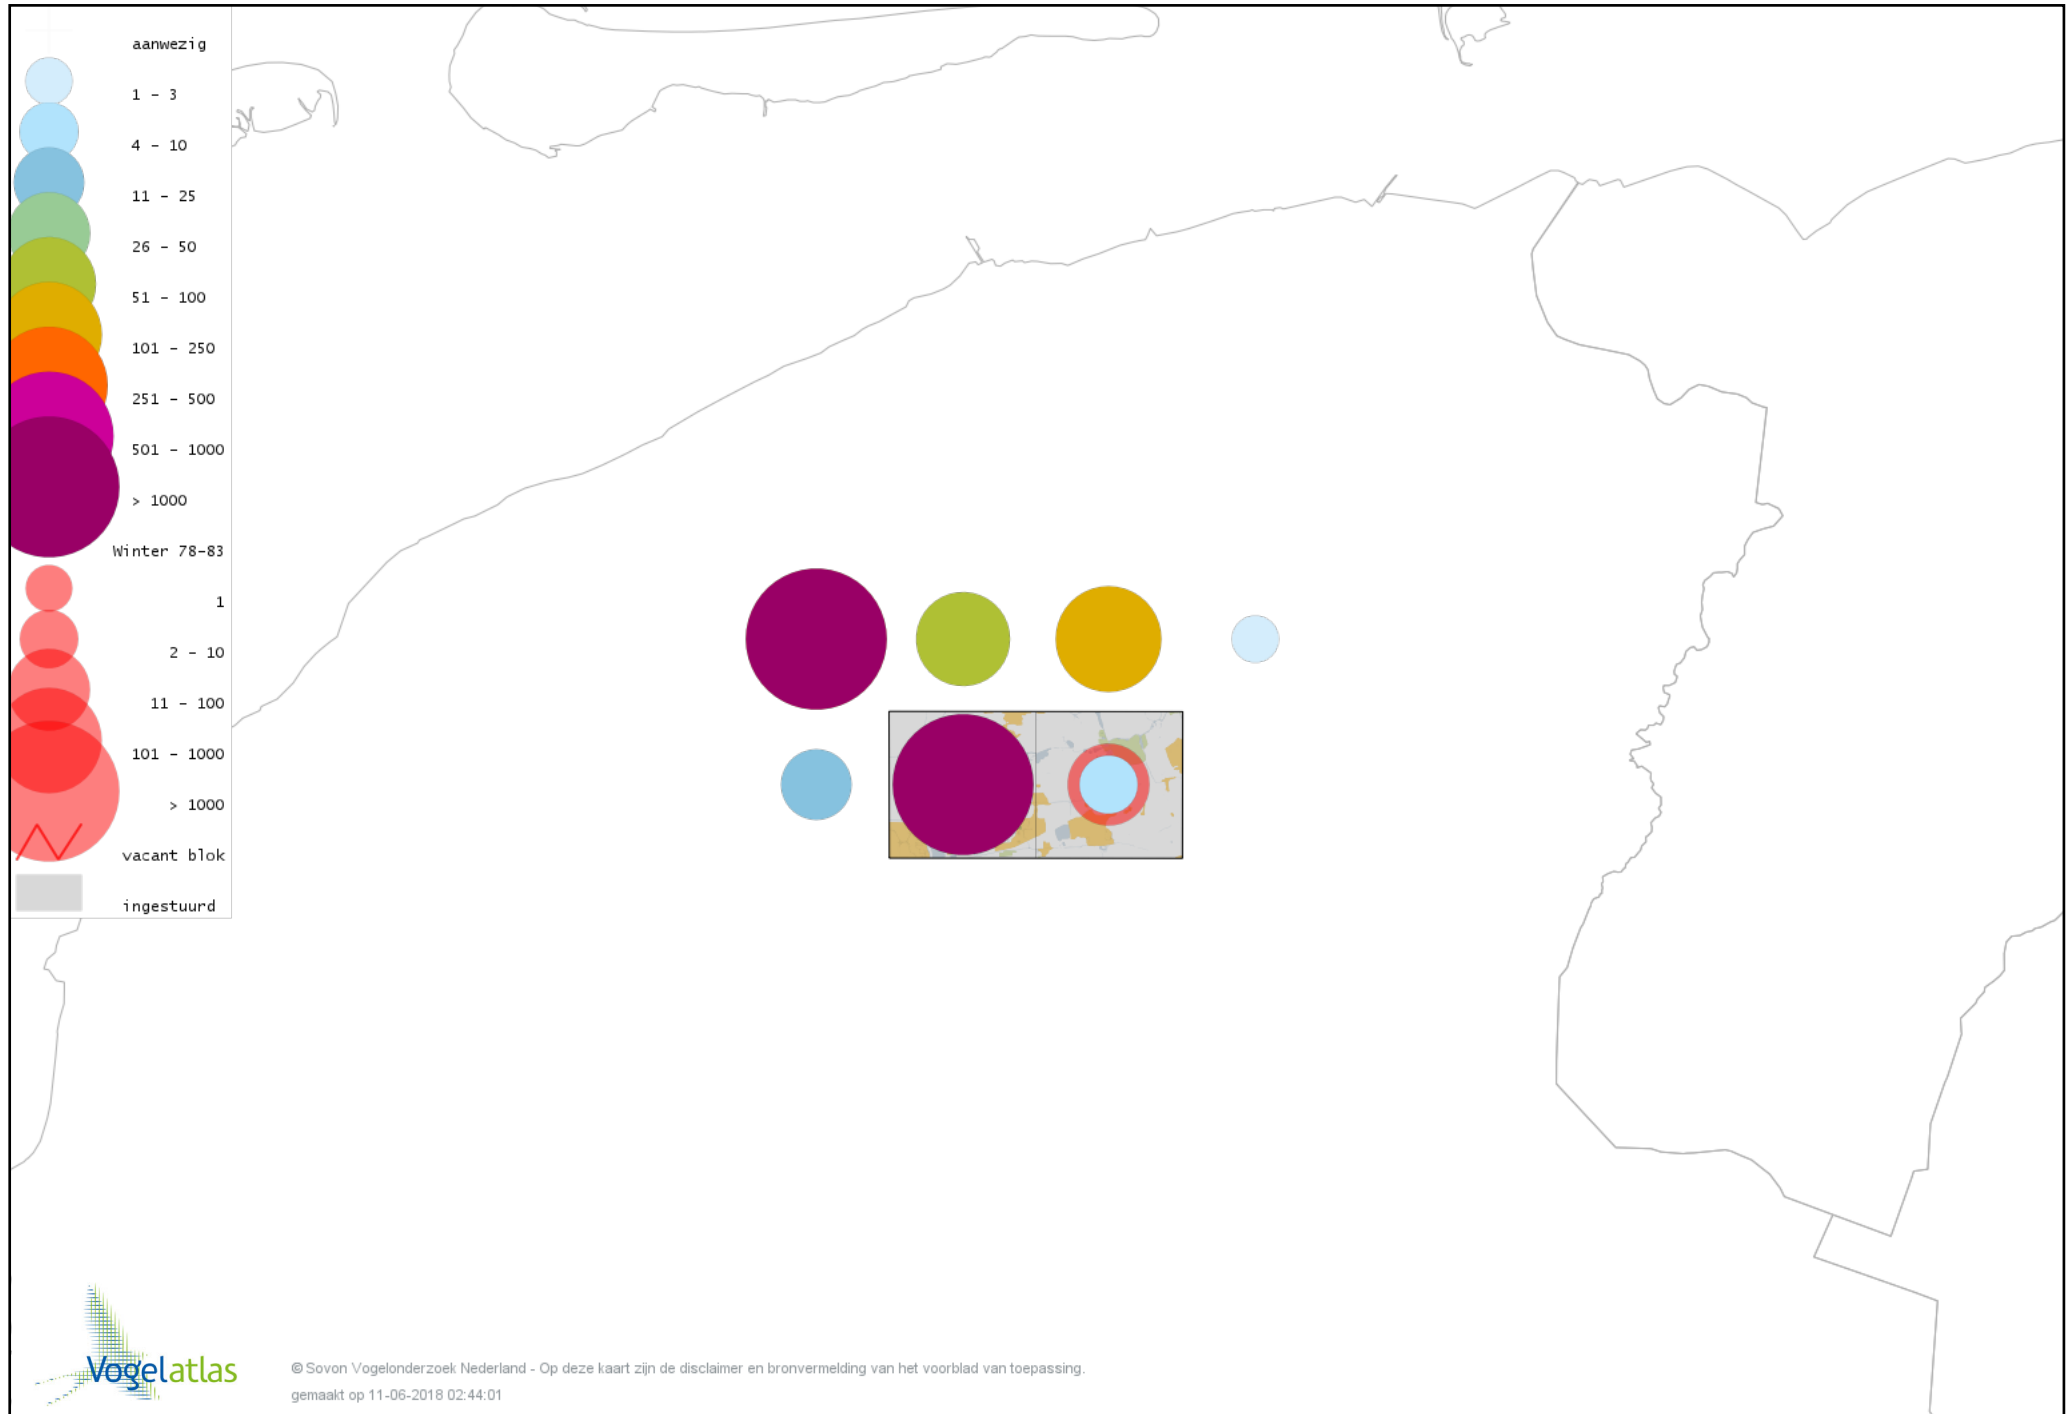 aanwezig
1 - 3
4 - 10
11 - 25
26 - 50
51 - 100
101 - 250
251 - 500
501 - 1000
> 1000
Winter 78-83
1
2 - 10
11 - 100
101 - 1000
> 1000
vacant blok
ingestuurd
Vogelatlas
© Sovon Vogelonderzoek Nederland - Op deze kaart zijn de disclaimer en bronvermelding van het voorblad van toepassing.
gemaakt op 11-06-2018 02:44:01